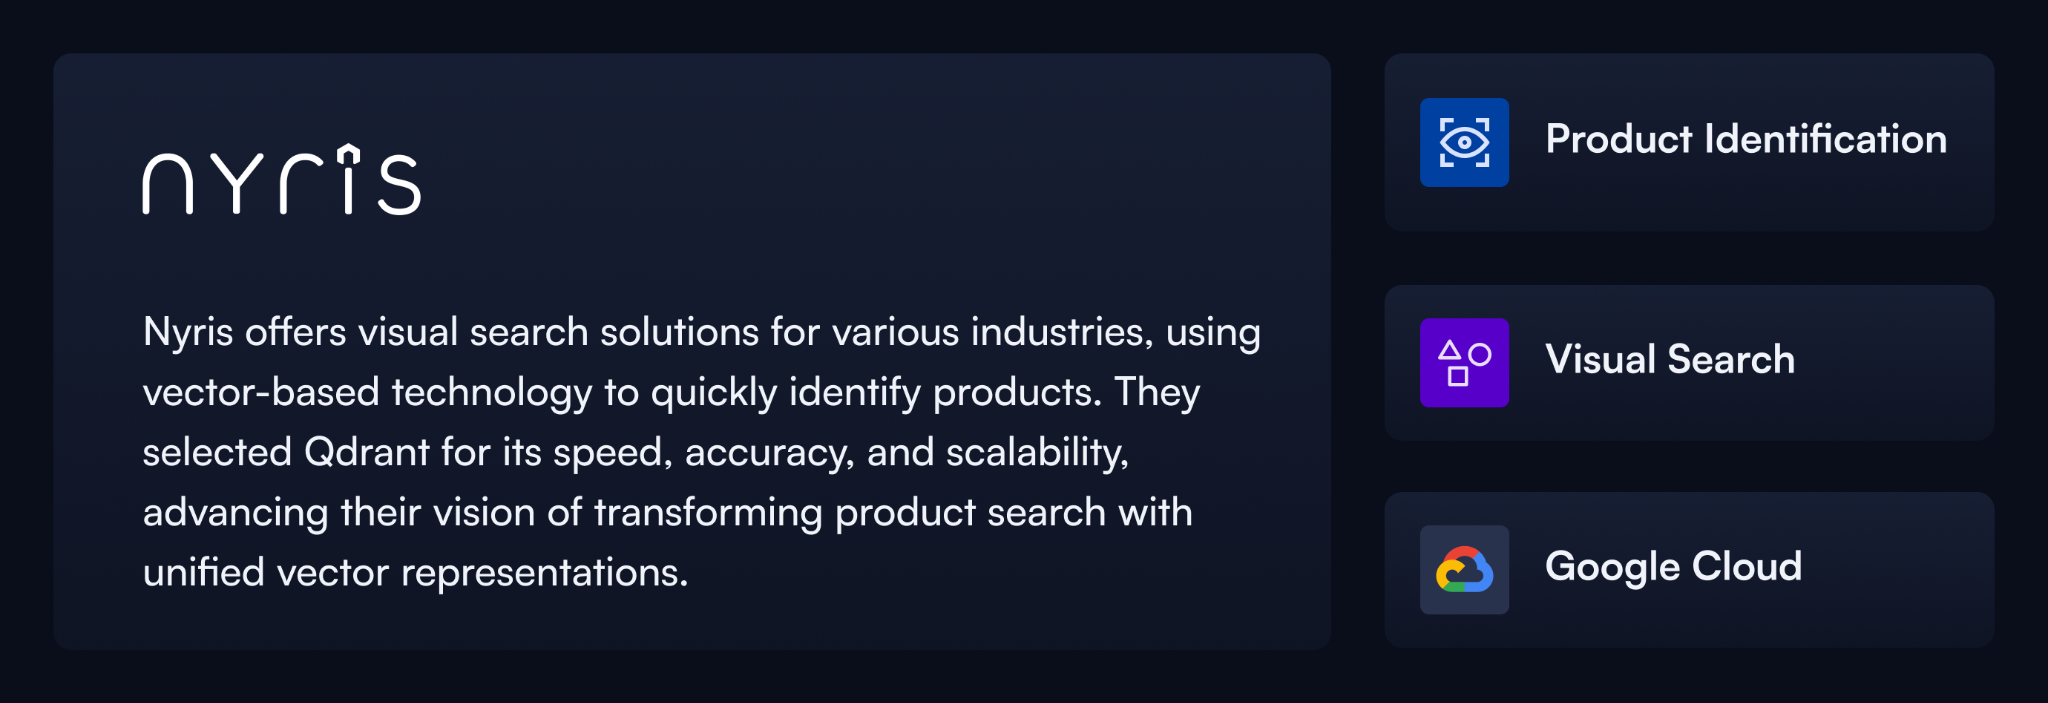 nyris
Nyris offers visual search solutions for various industries, using
vector-based technology to quickly identify products. They
selected Qdrant for its speed, accuracy, and scalability,
advancing their vision of transforming product search with
unified vector representations.
Product Identification
Visual Search
Google Cloud